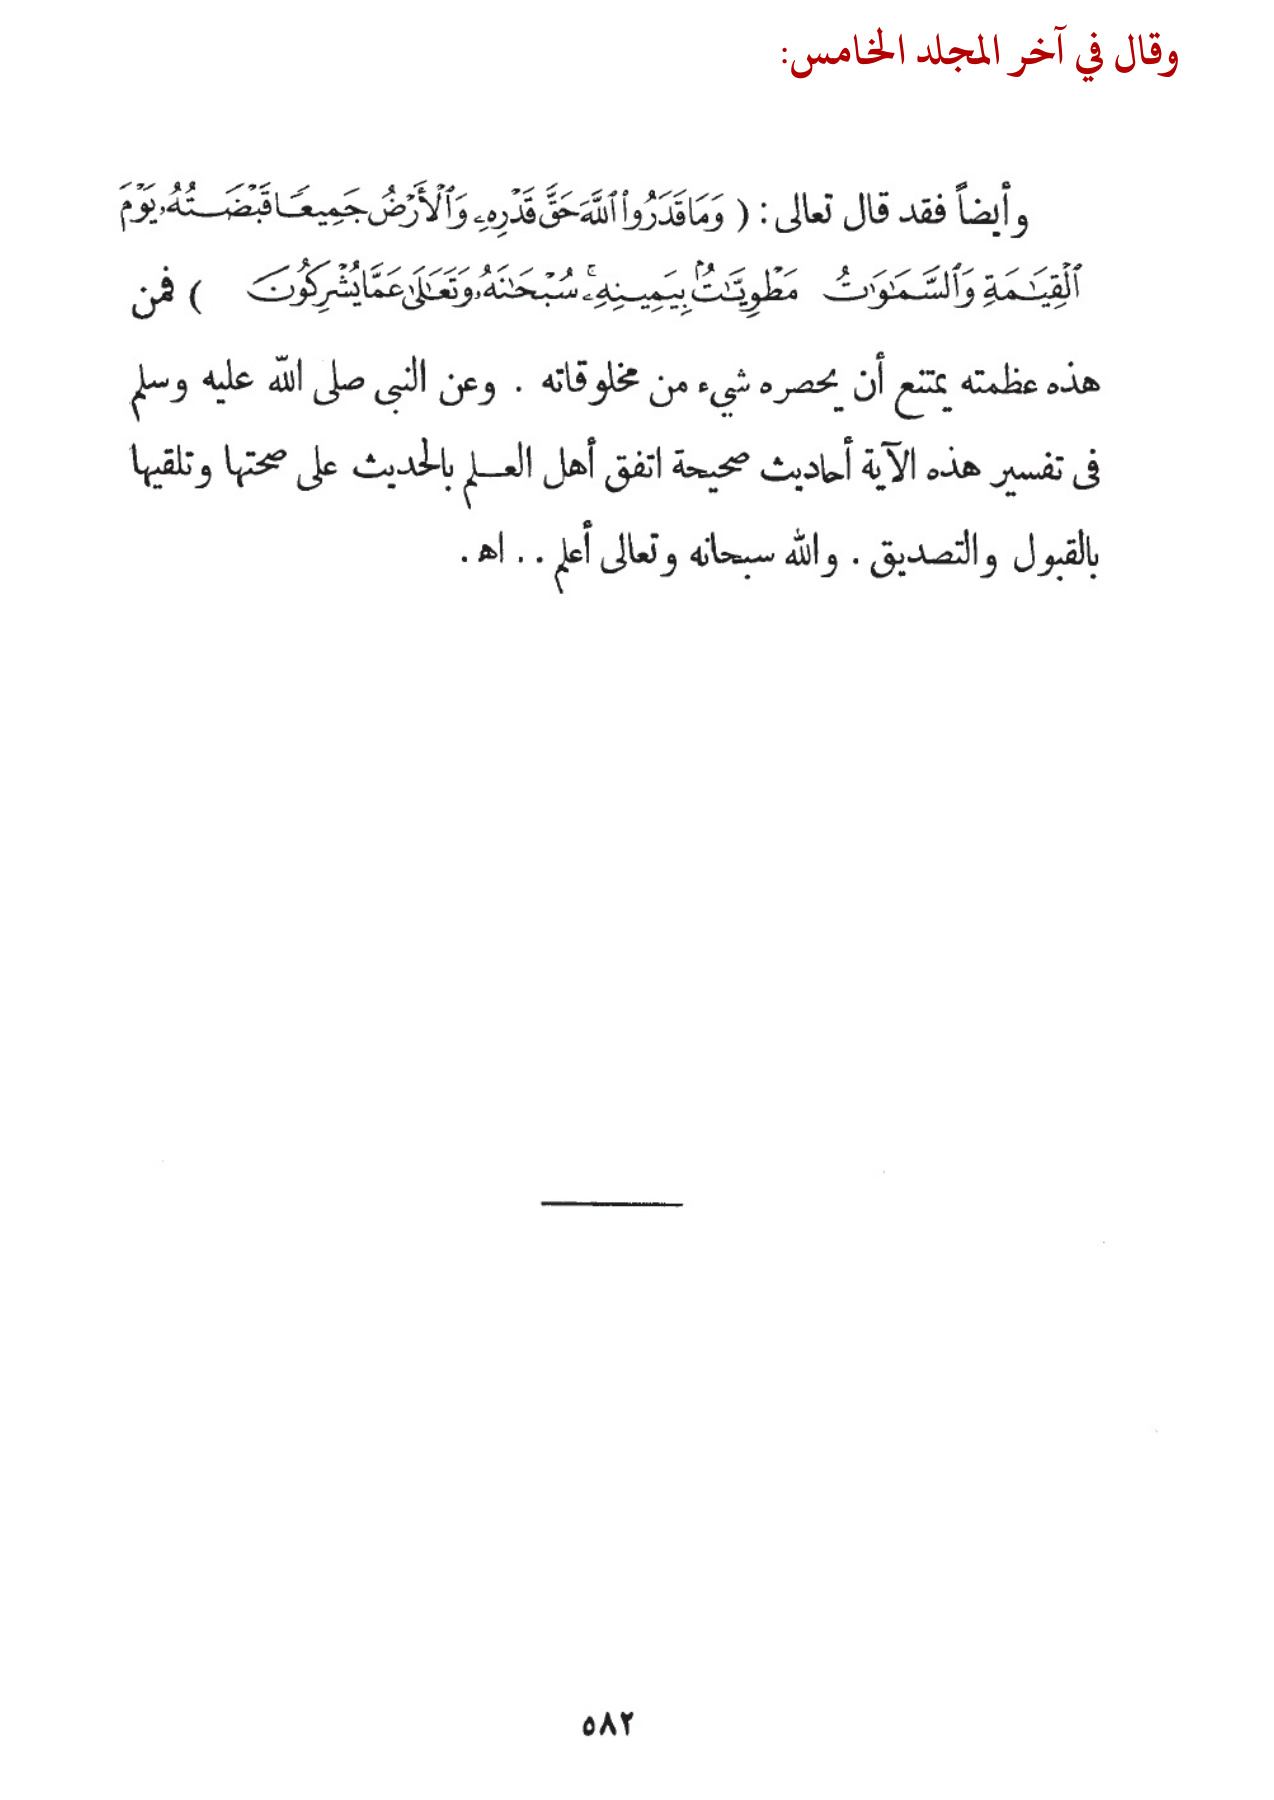 وقال في آخر المجلد الخامس:
وأيضاً فقد قال تعالى : ( وَمَا قَدَرُوا۟ ٱللَّهَ حَقَّ قَدْرِهِۦ وَٱلْأَرْضُ جَمِيعًا قَبْضَتُهُۥ يَوْمَ
ٱلْقِيَٰمَةِ وَٱلسَّمَٰوَٰتُ مَطْوِيَّٰتٌۢ بِيَمِينِهِۦ ۚ سُبْحَٰنَهُۥ وَتَعَٰلَىٰ عَمَّا يُشْرِكُونَ ) فمن
هذه عظمته يمتنع أن يحصره شيء من مخلوقاته . وعن النبى صلى الله عليه وسلم
فى تفسير هذه الآية أحاديث صحيحة اتفق أهل العلم بالحديث على صحتها وتلقيها
بالقبول والتصديق . والله سبحانه وتعالى أعلم . . اهـ .
٥٨٢